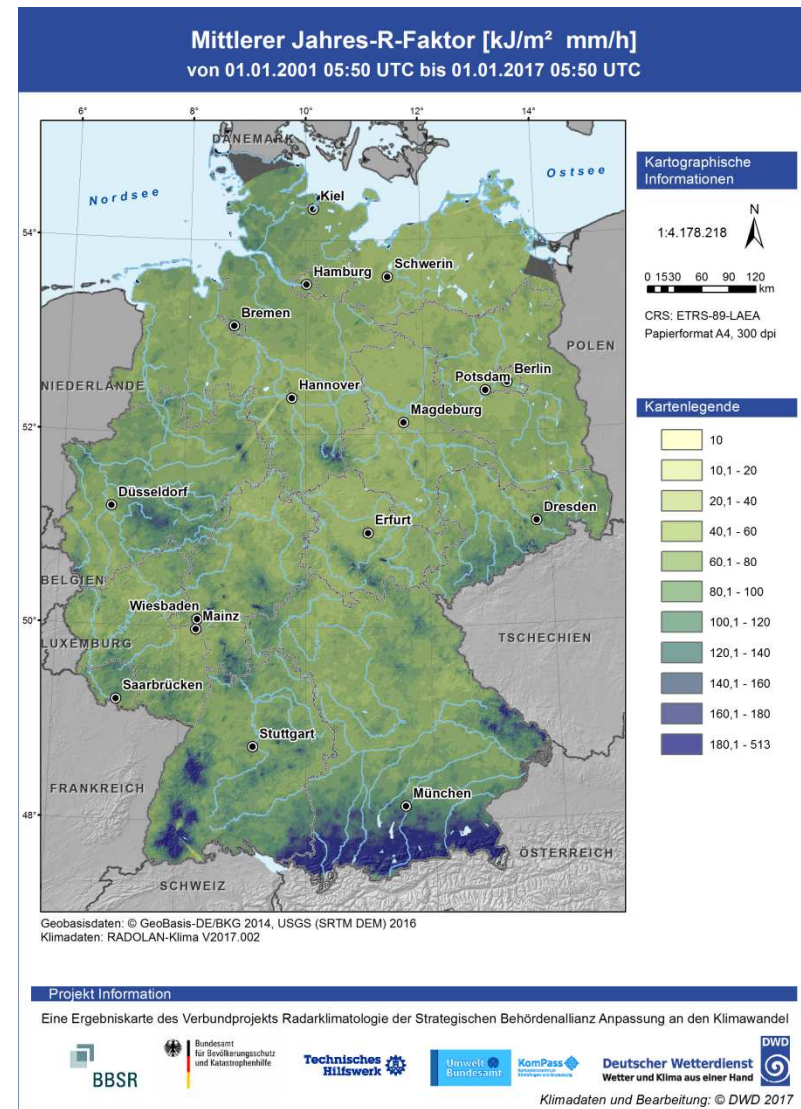 Mittlerer Jahres-R-Faktor [kJ/m² mm/h]
von 01.01.2001 05:50 UTC bis 01.01.2017 05:50 UTC
6° 8° 10° 12° 14°
DÄNEMARK
Nordsee
Ostsee
Kiel
54°
Hamburg
Schwerin
Bremen
POLEN
Berlin
Potsdam
NIEDERLANDE
Hannover
Magdeburg
52°
Düsseldorf
Dresden
Erfurt
BELGIEN
50°
Wiesbaden
Mainz
TSCHECHIEN
LUXEMBURG
Saarbrücken
Stuttgart
FRANKREICH
München
48°
ÖSTERREICH
SCHWEIZ
Kartographische
Informationen
N
1:4.178.218
0 15 30 60 90 120
km
CRS: ETRS-89-LAEA
Papierformat A4, 300 dpi
Kartenlegende
10
10,1 - 20
20,1 - 40
40,1 - 60
60,1 - 80
80,1 - 100
100,1 - 120
120,1 - 140
140,1 - 160
160,1 - 180
180,1 - 513
Geobasisdaten: © GeoBasis-DE/BKG 2014, USGS (SRTM DEM) 2016
Klimadaten: RADOLAN-Klima V2017.002
Projekt Information
Eine Ergebniskarte des Verbundprojekts Radarklimatologie der Strategischen Behördenallianz Anpassung an den Klimawandel
BBSR
Bundesamt
für Bevölkerungsschutz
und Katastrophenhilfe
Technisches
Hilfswerk
Umwelt
Bundesamt
KomPass
Deutscher Wetterdienst
Wetter und Klima aus einer Hand
DWD
Klimadaten und Bearbeitung: © DWD 2017